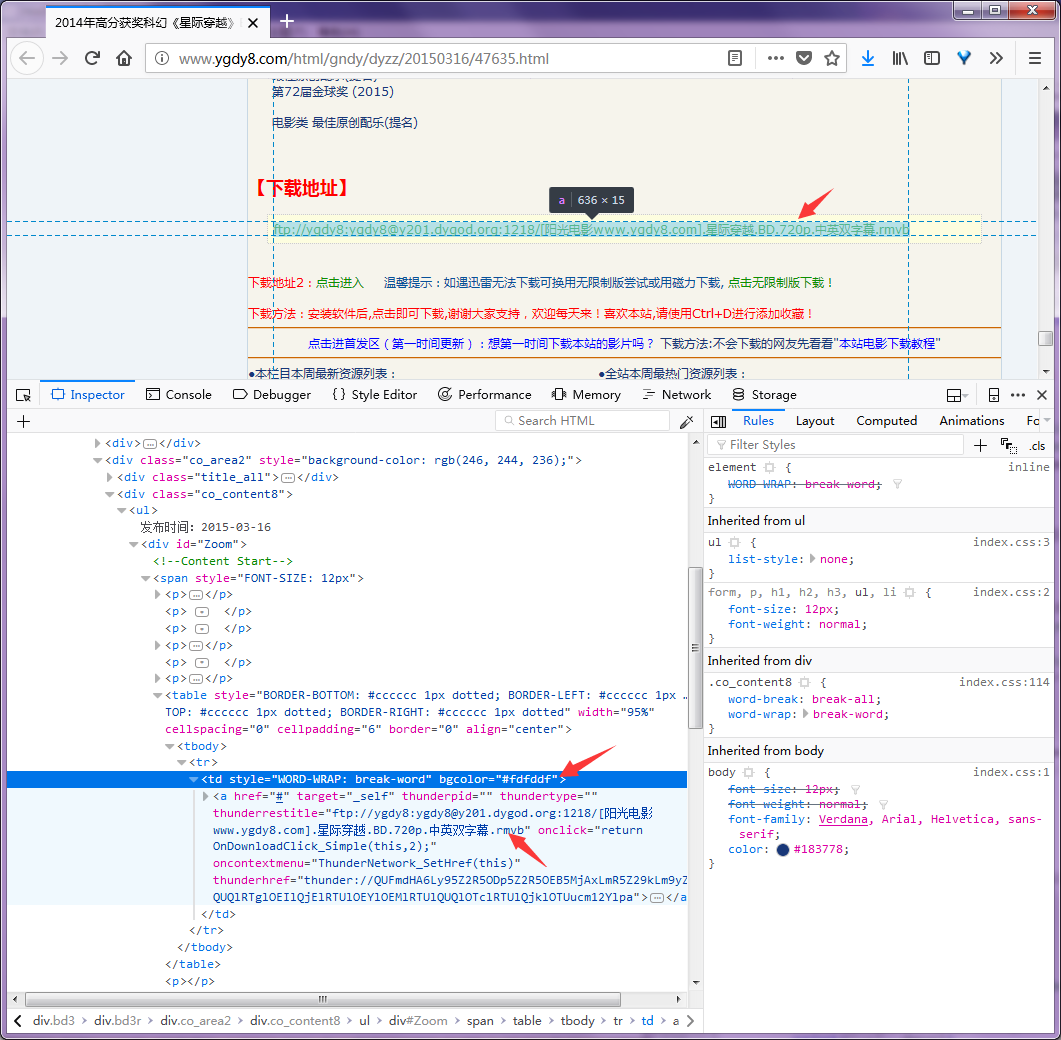 2014年高分获奖科幻《星际穿越》
www.ygdy8.com/html/gndy/dyzz/20150316/47635.html
第72届金球奖 (2015)
电影类 最佳原创配乐(提名)
【下载地址】
a 636 × 15
ftp://ygdy8:ygdy8@y201.dygod.org:1218/[阳光电影www.ygdy8.com].星际穿越.BD.720p.中英双字幕.rmvb
下载地址2：点击进入 温馨提示：如遇迅雷无法下载可换用无限制版尝试或用磁力下载, 点击无限制版下载！
下载方法：安装软件后,点击即可下载,谢谢大家支持，欢迎每天来！喜欢本站,请使用Ctrl+D进行添加收藏！
点击进首发区（第一时间更新）：想第一时间下载本站的影片吗？ 下载方法:不会下载的网友先看看"本站电影下载教程"
●本栏目本周最新资源列表： ●全站本周最热门资源列表：
Inspector Console Debugger { } Style Editor Performance Memory Network Storage
Search HTML
Rules Layout Computed Animations Fo
Filter Styles .cls
<div></div>
<div class="co_area2" style="background-color: rgb(246, 244, 236);">
<div class="title_all"></div>
<div class="co_content8">
<ul>
发布时间：2015-03-16
<div id="Zoom">
<!--Content Start-->
<span style="FONT-SIZE: 12px">
<p></p>
<p> </p>
<p> </p>
<p></p>
<p> </p>
<p></p>
<table style="BORDER-BOTTOM: #cccccc 1px dotted; BORDER-LEFT: #cccccc 1px …
TOP: #cccccc 1px dotted; BORDER-RIGHT: #cccccc 1px dotted" width="95%"
cellspacing="0" cellpadding="6" border="0" align="center">
<tbody>
<tr>
<td style="WORD-WRAP: break-word" bgcolor="#fdfddf">
<a href="#" target="_self" thunderpid="" thundertype=""
thunderrestitle="ftp://ygdy8:ygdy8@y201.dygod.org:1218/[阳光电影
www.ygdy8.com].星际穿越.BD.720p.中英双字幕.rmvb" onclick="return
OnDownloadClick_Simple(this,2);"
oncontextmenu="ThunderNetwork_SetHref(this)"
thunderhref="thunder://QUFmdHA6Ly95Z2R5ODp5Z2R5OEB5MjAxLmR5Z29kLm9yZ
QUQlRTglOEIlQjElRTUlOEYlOEMlRTUlQUQlOTclRTUlQjklOTUucm12Ylpa"></a
</td>
</tr>
</tbody>
</table>
<p></p>
element { inline
WORD-WRAP: break-word;
}
Inherited from ul
ul { index.css:3
list-style: none;
}
form, p, h1, h2, h3, ul, li { index.css:2
font-size: 12px;
font-weight: normal;
}
Inherited from div
.co_content8 { index.css:114
word-break: break-all;
word-wrap: break-word;
}
Inherited from body
body { index.css:1
font-size: 12px;
font-weight: normal;
font-family: Verdana, Arial, Helvetica, sans-
serif;
color: #183778;
}
div.bd3 div.bd3r div.co_area2 div.co_content8 ul div#Zoom span table tbody tr td a